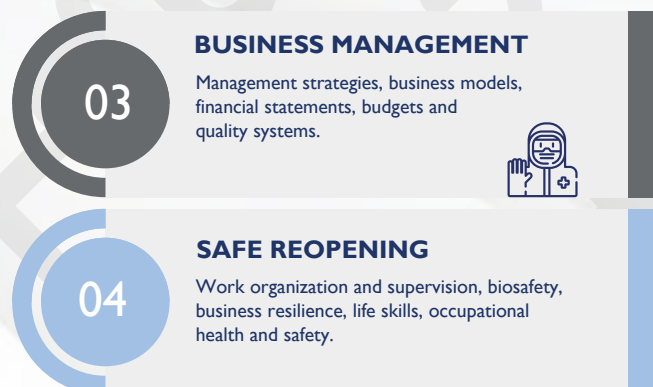 03
BUSINESS MANAGEMENT
Management strategies, business models,
financial statements, budgets and
quality systems.
04
SAFE REOPENING
Work organization and supervision, biosafety,
business resilience, life skills, occupational
health and safety.